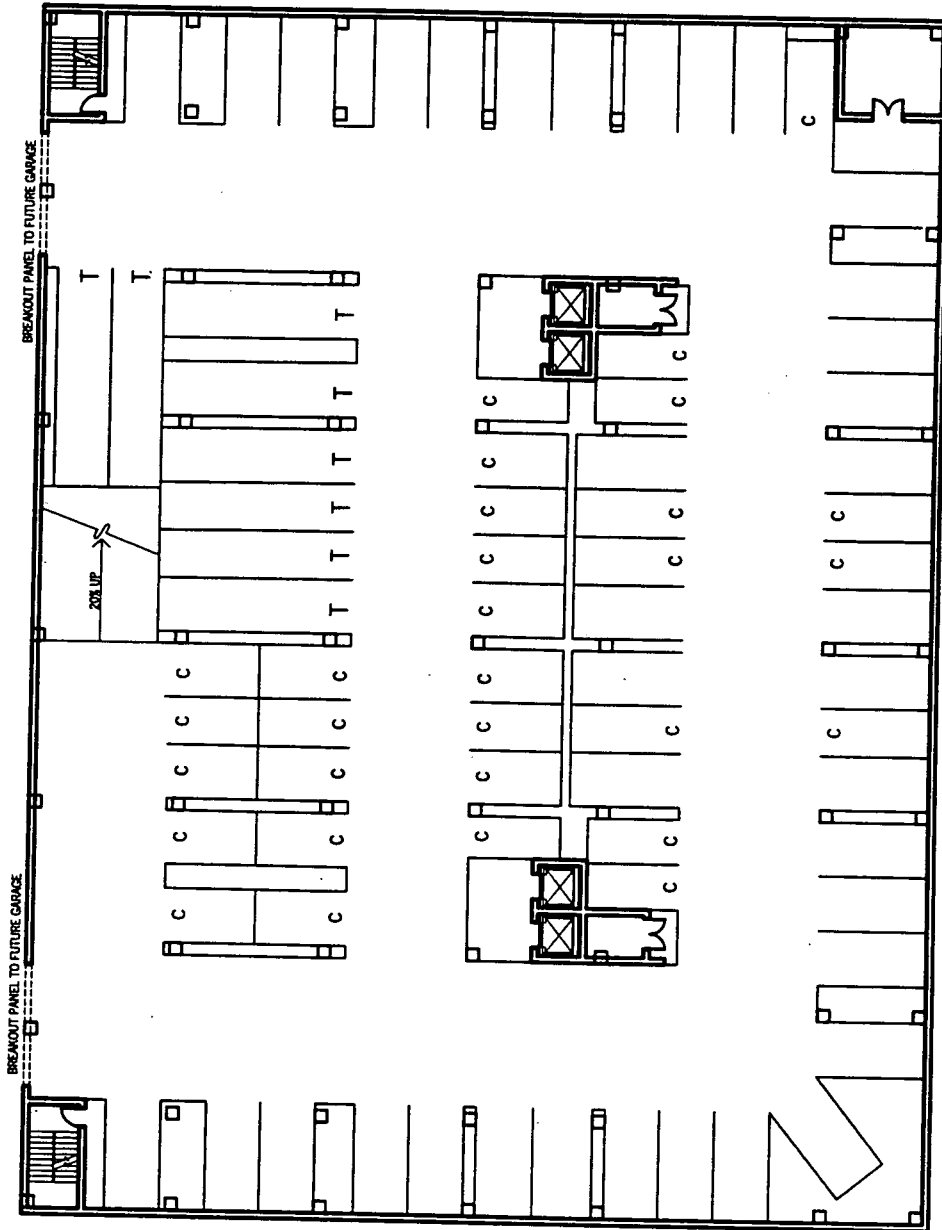 BREAKOUT PANEL TO FUTURE GARAGE
BREAKOUT PANEL TO FUTURE GARAGE
20% UP
T
T
C C C C C
C C C C C T T T T T T
C C C C C C C C C
C C C C C C C
C
C C C